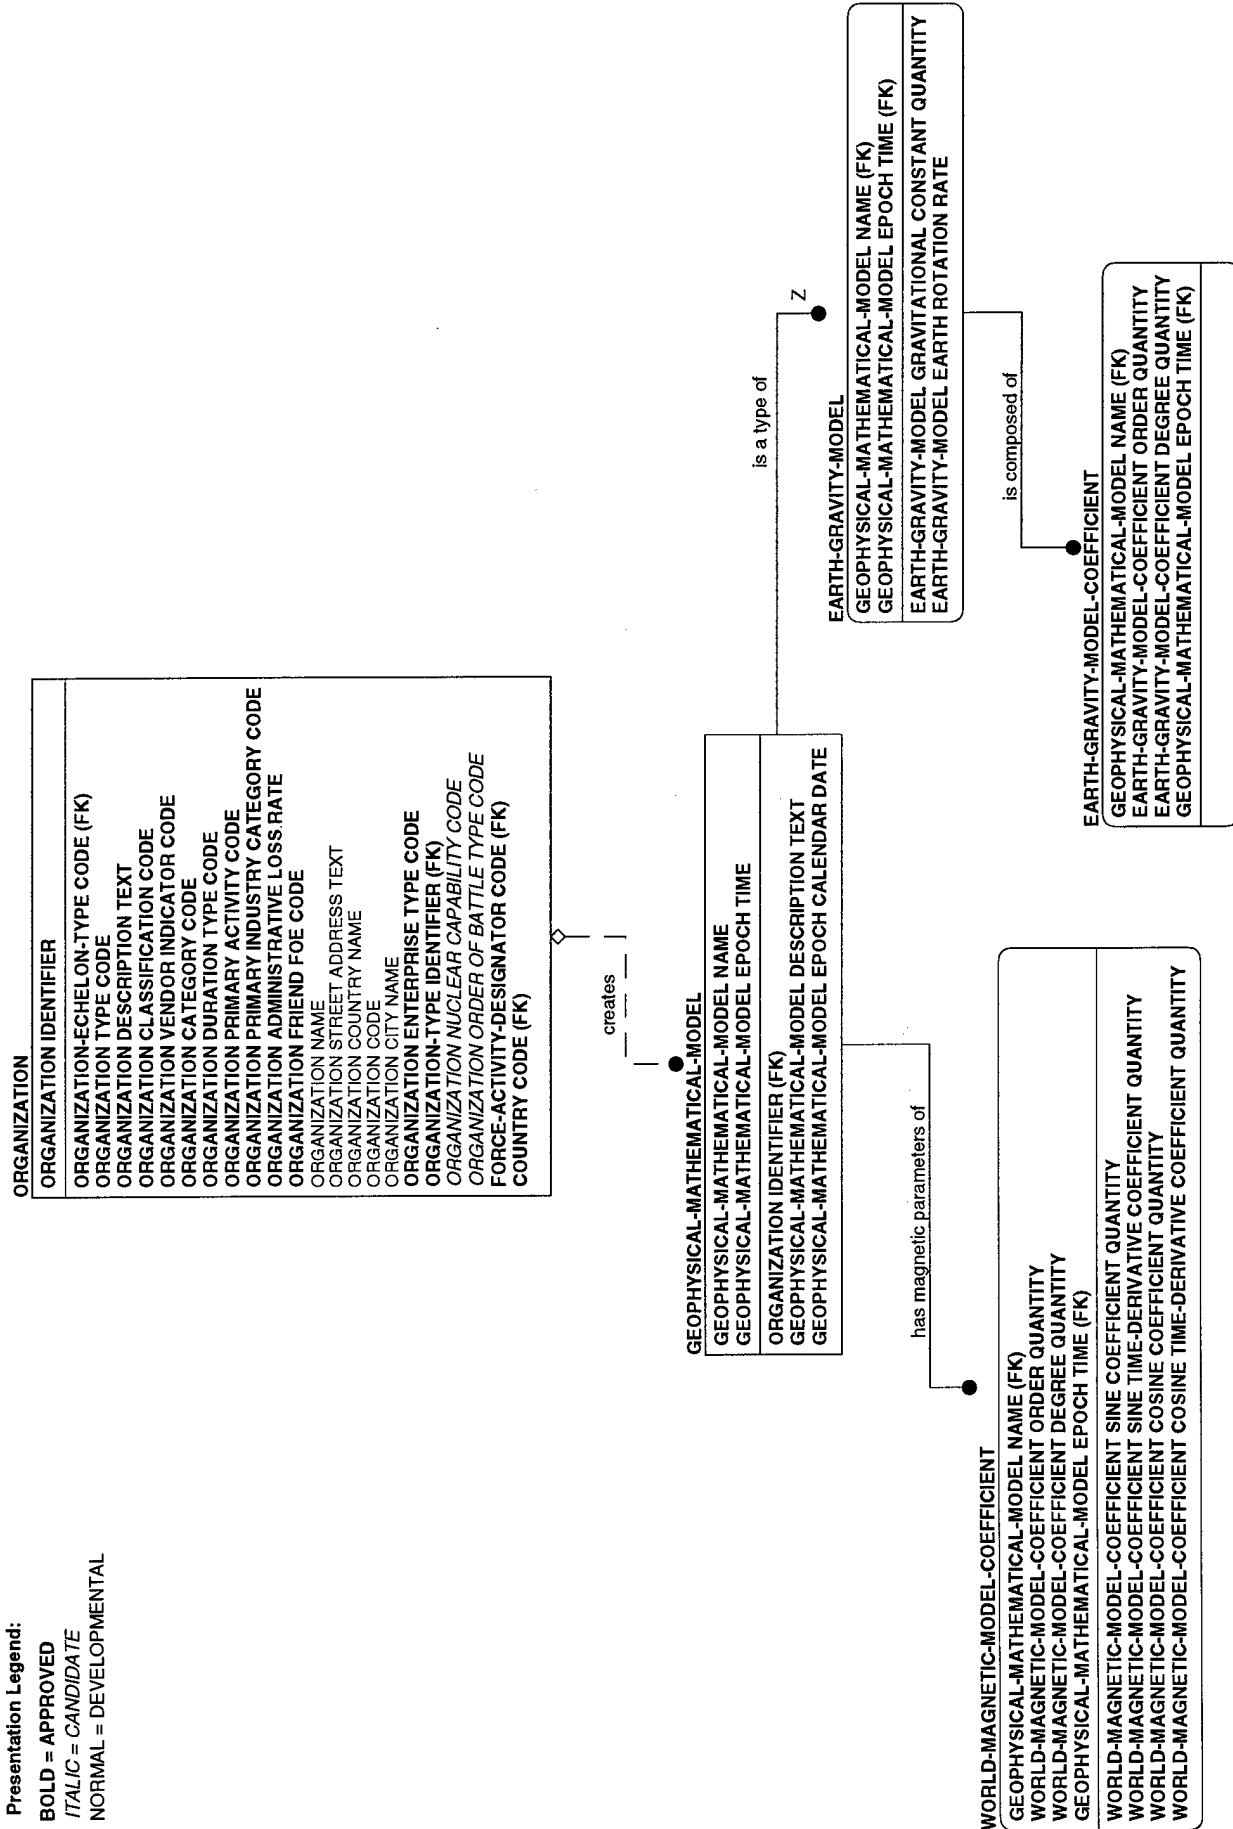 Presentation Legend:
BOLD = APPROVED
ITALIC = CANDIDATE
NORMAL = DEVELOPMENTAL
ORGANIZATION
ORGANIZATION IDENTIFIER
ORGANIZATION-ECHELON-TYPE CODE (FK)
ORGANIZATION TYPE CODE
ORGANIZATION DESCRIPTION TEXT
ORGANIZATION CLASSIFICATION CODE
ORGANIZATION VENDOR INDICATOR CODE
ORGANIZATION CATEGORY CODE
ORGANIZATION DURATION TYPE CODE
ORGANIZATION PRIMARY ACTIVITY CODE
ORGANIZATION PRIMARY INDUSTRY CATEGORY CODE
ORGANIZATION ADMINISTRATIVE LOSS RATE
ORGANIZATION FRIEND FOE CODE
ORGANIZATION NAME
ORGANIZATION STREET ADDRESS TEXT
ORGANIZATION COUNTRY NAME
ORGANIZATION CODE
ORGANIZATION CITY NAME
ORGANIZATION ENTERPRISE TYPE CODE
ORGANIZATION-TYPE IDENTIFIER (FK)
ORGANIZATION NUCLEAR CAPABILITY CODE
ORGANIZATION ORDER OF BATTLE TYPE CODE
FORCE-ACTIVITY-DESIGNATOR CODE (FK)
COUNTRY CODE (FK)
creates
GEOPHYSICAL-MATHEMATICAL-MODEL
GEOPHYSICAL-MATHEMATICAL-MODEL NAME
GEOPHYSICAL-MATHEMATICAL-MODEL EPOCH TIME
ORGANIZATION IDENTIFIER (FK)
GEOPHYSICAL-MATHEMATICAL-MODEL DESCRIPTION TEXT
GEOPHYSICAL-MATHEMATICAL-MODEL EPOCH CALENDAR DATE
is a type of
Z
EARTH-GRAVITY-MODEL
GEOPHYSICAL-MATHEMATICAL-MODEL NAME (FK)
GEOPHYSICAL-MATHEMATICAL-MODEL EPOCH TIME (FK)
EARTH-GRAVITY-MODEL GRAVITATIONAL CONSTANT QUANTITY
EARTH-GRAVITY-MODEL EARTH ROTATION RATE
has magnetic parameters of
is composed of
WORLD-MAGNETIC-MODEL-COEFFICIENT
GEOPHYSICAL-MATHEMATICAL-MODEL NAME (FK)
WORLD-MAGNETIC-MODEL-COEFFICIENT ORDER QUANTITY
WORLD-MAGNETIC-MODEL-COEFFICIENT DEGREE QUANTITY
GEOPHYSICAL-MATHEMATICAL-MODEL EPOCH TIME (FK)
WORLD-MAGNETIC-MODEL-COEFFICIENT SINE COEFFICIENT QUANTITY
WORLD-MAGNETIC-MODEL-COEFFICIENT SINE TIME-DERIVATIVE COEFFICIENT QUANTITY
WORLD-MAGNETIC-MODEL-COEFFICIENT COSINE COEFFICIENT QUANTITY
WORLD-MAGNETIC-MODEL-COEFFICIENT COSINE TIME-DERIVATIVE COEFFICIENT QUANTITY
EARTH-GRAVITY-MODEL-COEFFICIENT
GEOPHYSICAL-MATHEMATICAL-MODEL NAME (FK)
EARTH-GRAVITY-MODEL-COEFFICIENT ORDER QUANTITY
EARTH-GRAVITY-MODEL-COEFFICIENT DEGREE QUANTITY
GEOPHYSICAL-MATHEMATICAL-MODEL EPOCH TIME (FK)